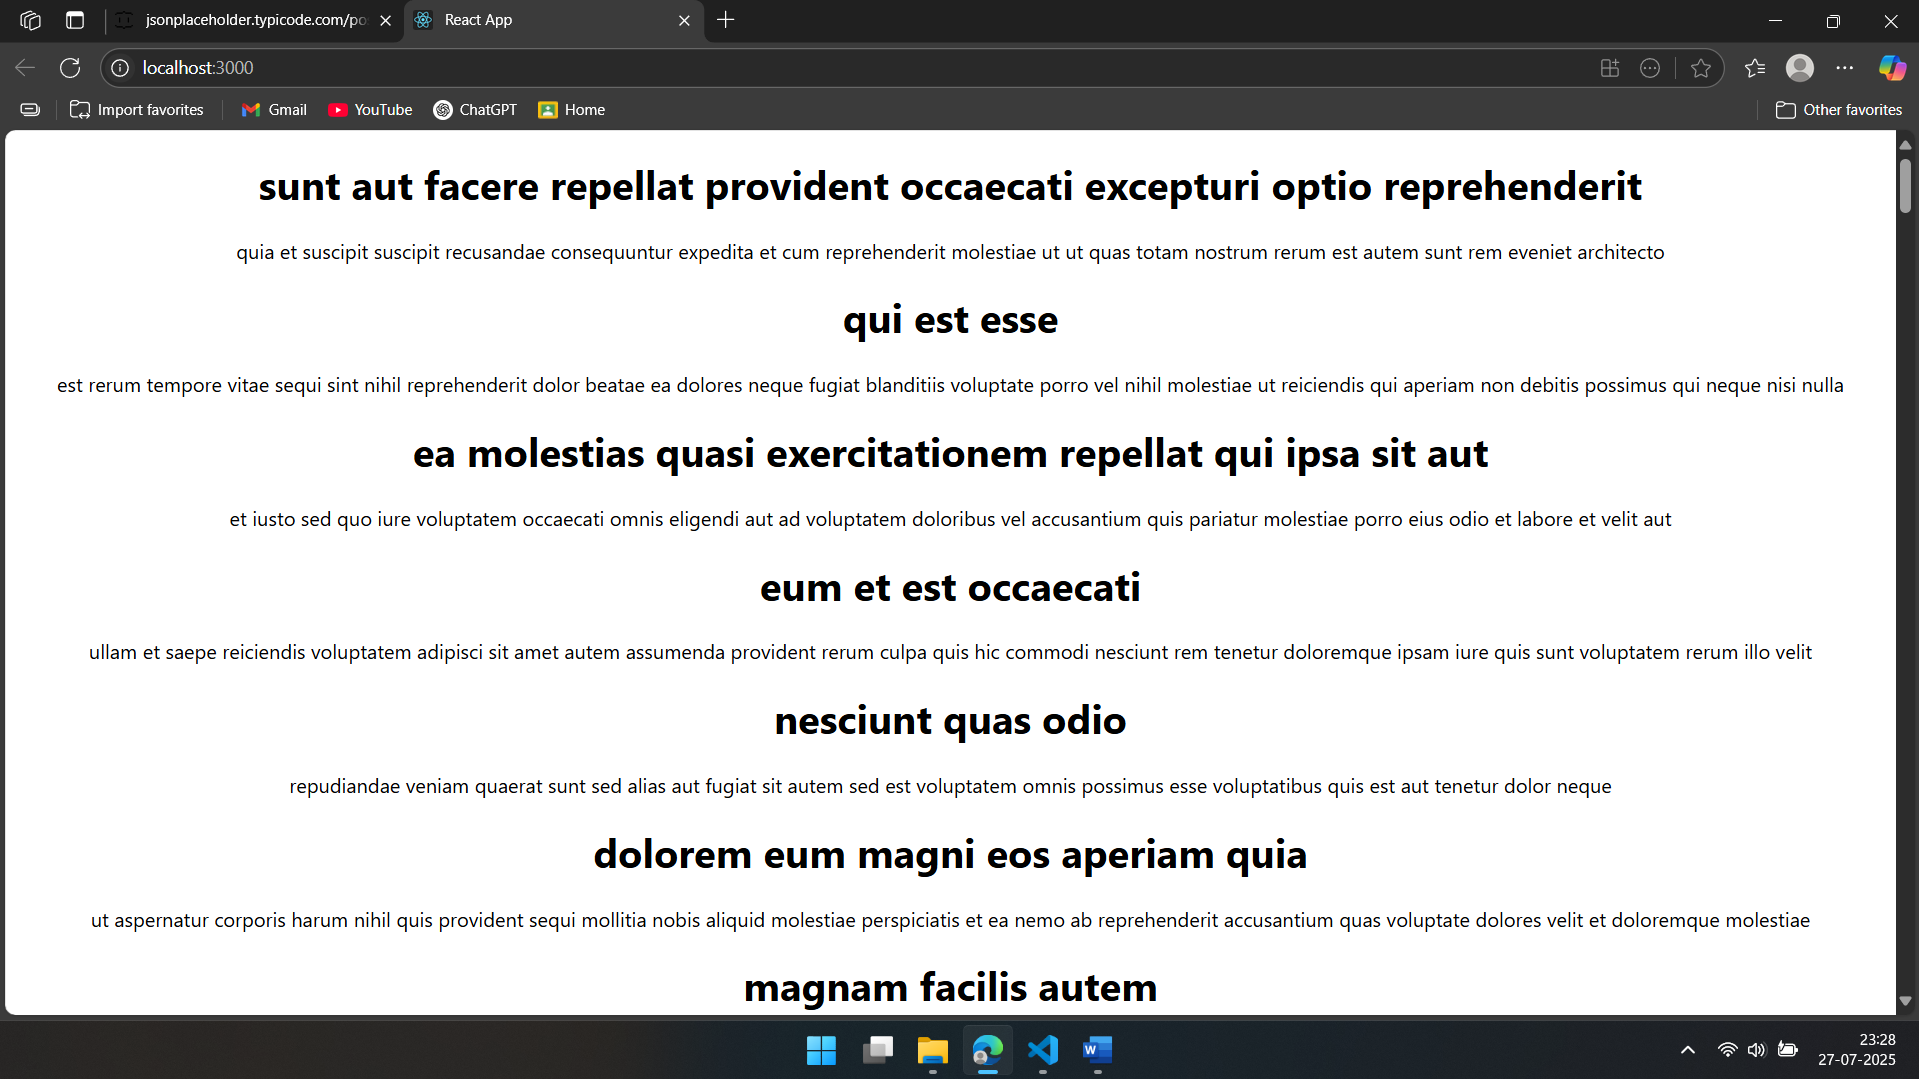 jsonplaceholder.typicode.com/po
React App
localhost:3000
Import favorites
Gmail
YouTube
ChatGPT
Home
Other favorites
sunt aut facere repellat provident occaecati excepturi optio reprehenderit
quia et suscipit suscipit recusandae consequuntur expedita et cum reprehenderit molestiae ut ut quas totam nostrum rerum est autem sunt rem eveniet architecto
qui est esse
est rerum tempore vitae sequi sint nihil reprehenderit dolor beatae ea dolores neque fugiat blanditiis voluptate porro vel nihil molestiae ut reiciendis qui aperiam non debitis possimus qui neque nisi nulla
ea molestias quasi exercitationem repellat qui ipsa sit aut
et iusto sed quo iure voluptatem occaecati omnis eligendi aut ad voluptatem doloribus vel accusantium quis pariatur molestiae porro eius odio et labore et velit aut
eum et est occaecati
ullam et saepe reiciendis voluptatem adipisci sit amet autem assumenda provident rerum culpa quis hic commodi nesciunt rem tenetur doloremque ipsam iure quis sunt voluptatem rerum illo velit
nesciunt quas odio
repudiandae veniam quaerat sunt sed alias aut fugiat sit autem sed est voluptatem omnis possimus esse voluptatibus quis est aut tenetur dolor neque
dolorem eum magni eos aperiam quia
ut aspernatur corporis harum nihil quis provident sequi mollitia nobis aliquid molestiae perspiciatis et ea nemo ab reprehenderit accusantium quas voluptate dolores velit et doloremque molestiae
magnam facilis autem
23:28
27-07-2025